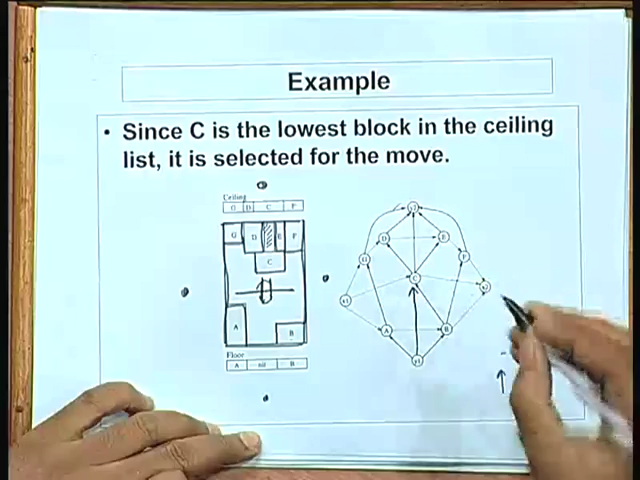 Example
• Since C is the lowest block in the ceiling
list, it is selected for the move.
Ceiling
G D C F
G D E F
C
A B
Floor
A nil B
D E
F
C
A B